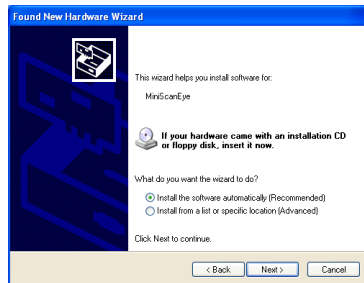 Found New Hardware Wizard
This wizard helps you install software for:
MiniScanEye
If your hardware came with an installation CD
or floppy disk, insert it now.
What do you want the wizard to do?
Install the software automatically (Recommended)
Install from a list or specific location (Advanced)
Click Next to continue.
< Back Next > Cancel